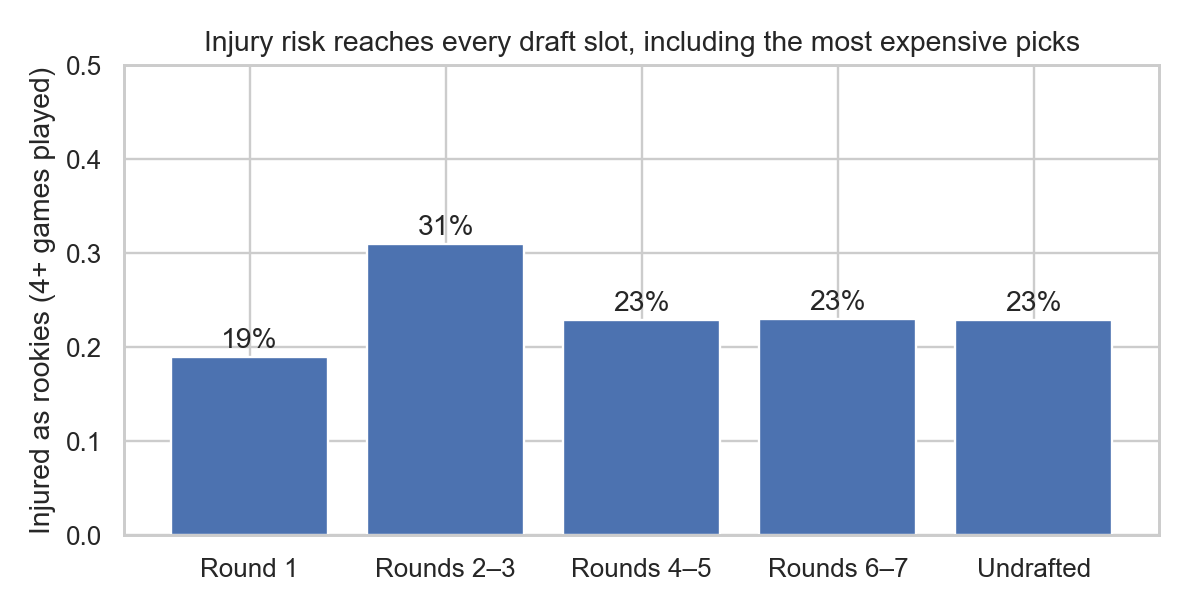 Injury risk reaches every draft slot, including the most expensive picks
Injured as rookies (4+ games played)
0.5
0.4
0.3
0.2
0.1
0.0
19%
31%
23%
23%
23%
Round 1
Rounds 2–3
Rounds 4–5
Rounds 6–7
Undrafted